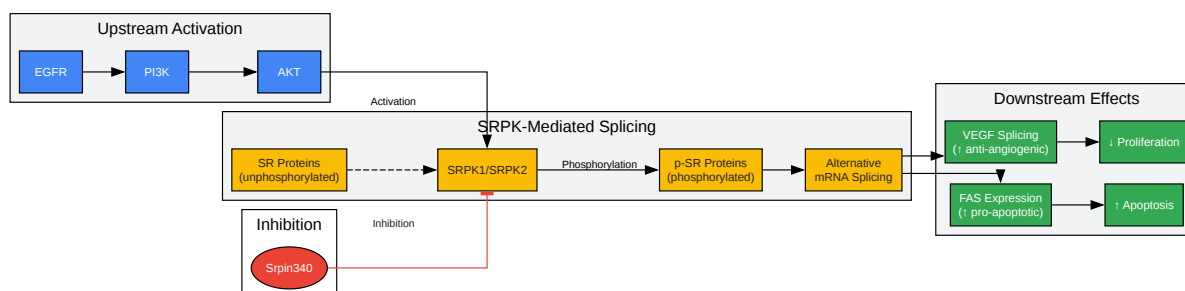 Upstream Activation
EGFR
PI3K
AKT
Activation
SRPK-Mediated Splicing
SR Proteins
(unphosphorylated)
SRPK1/SRPK2
Phosphorylation
p-SR Proteins
(phosphorylated)
Alternative
mRNA Splicing
Downstream Effects
VEGF Splicing
(↑ anti-angiogenic)
↓ Proliferation
FAS Expression
(↑ pro-apoptotic)
↑ Apoptosis
Inhibition
Srpin340
Inhibition